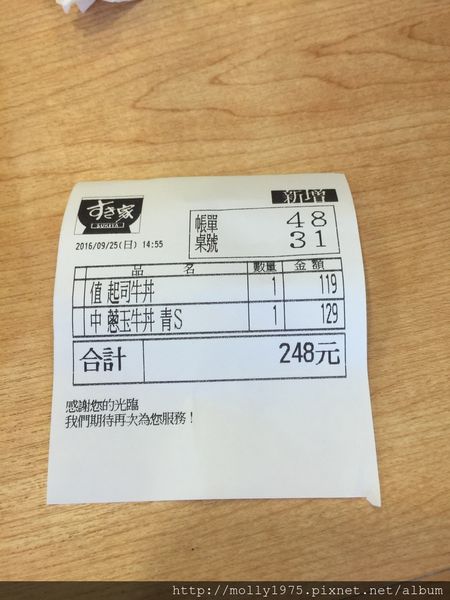 すき家
SUKIYA
新增
帳單 48
桌號 31
2016/09/25(日) 14:55
品名 數量 金額
値 起司牛丼 1 119
中 蔥玉牛丼 青S 1 129
合計 248元
感謝您的光臨
我們期待再次為您服務！
http://molly1975.pixnet.net/album